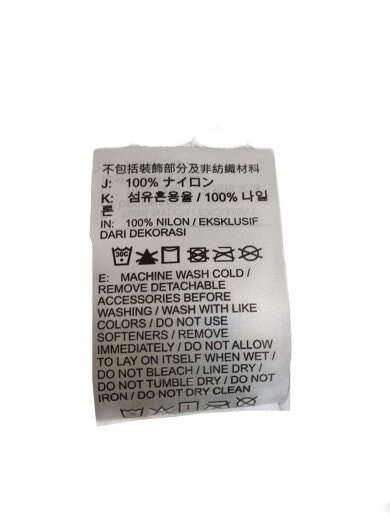 不包括裝飾部分及非紡織材料
J: 100% ナイロン
K: 섬유혼용율 / 100% 나일
론
IN: 100% NILON / EKSKLUSIF
DARI DEKORASI
30C
E: MACHINE WASH COLD /
REMOVE DETACHABLE
ACCESSORIES BEFORE
WASHING / WASH WITH LIKE
COLORS / DO NOT USE
SOFTENERS / REMOVE
IMMEDIATELY / DO NOT ALLOW
TO LAY ON ITSELF WHEN WET /
DO NOT BLEACH / LINE DRY /
DO NOT TUMBLE DRY / DO NOT
IRON / DO NOT DRY CLEAN